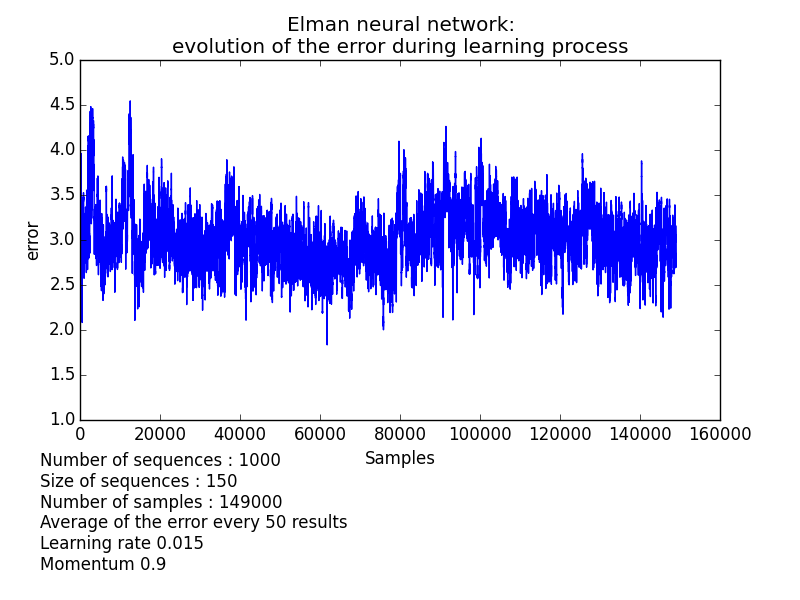 Elman neural network:
evolution of the error during learning process
5.0
4.5
4.0
3.5
3.0
2.5
2.0
1.5
1.0
error
0 20000 40000 60000 80000 100000 120000 140000 160000
Samples
Number of sequences : 1000
Size of sequences : 150
Number of samples : 149000
Average of the error every 50 results
Learning rate 0.015
Momentum 0.9